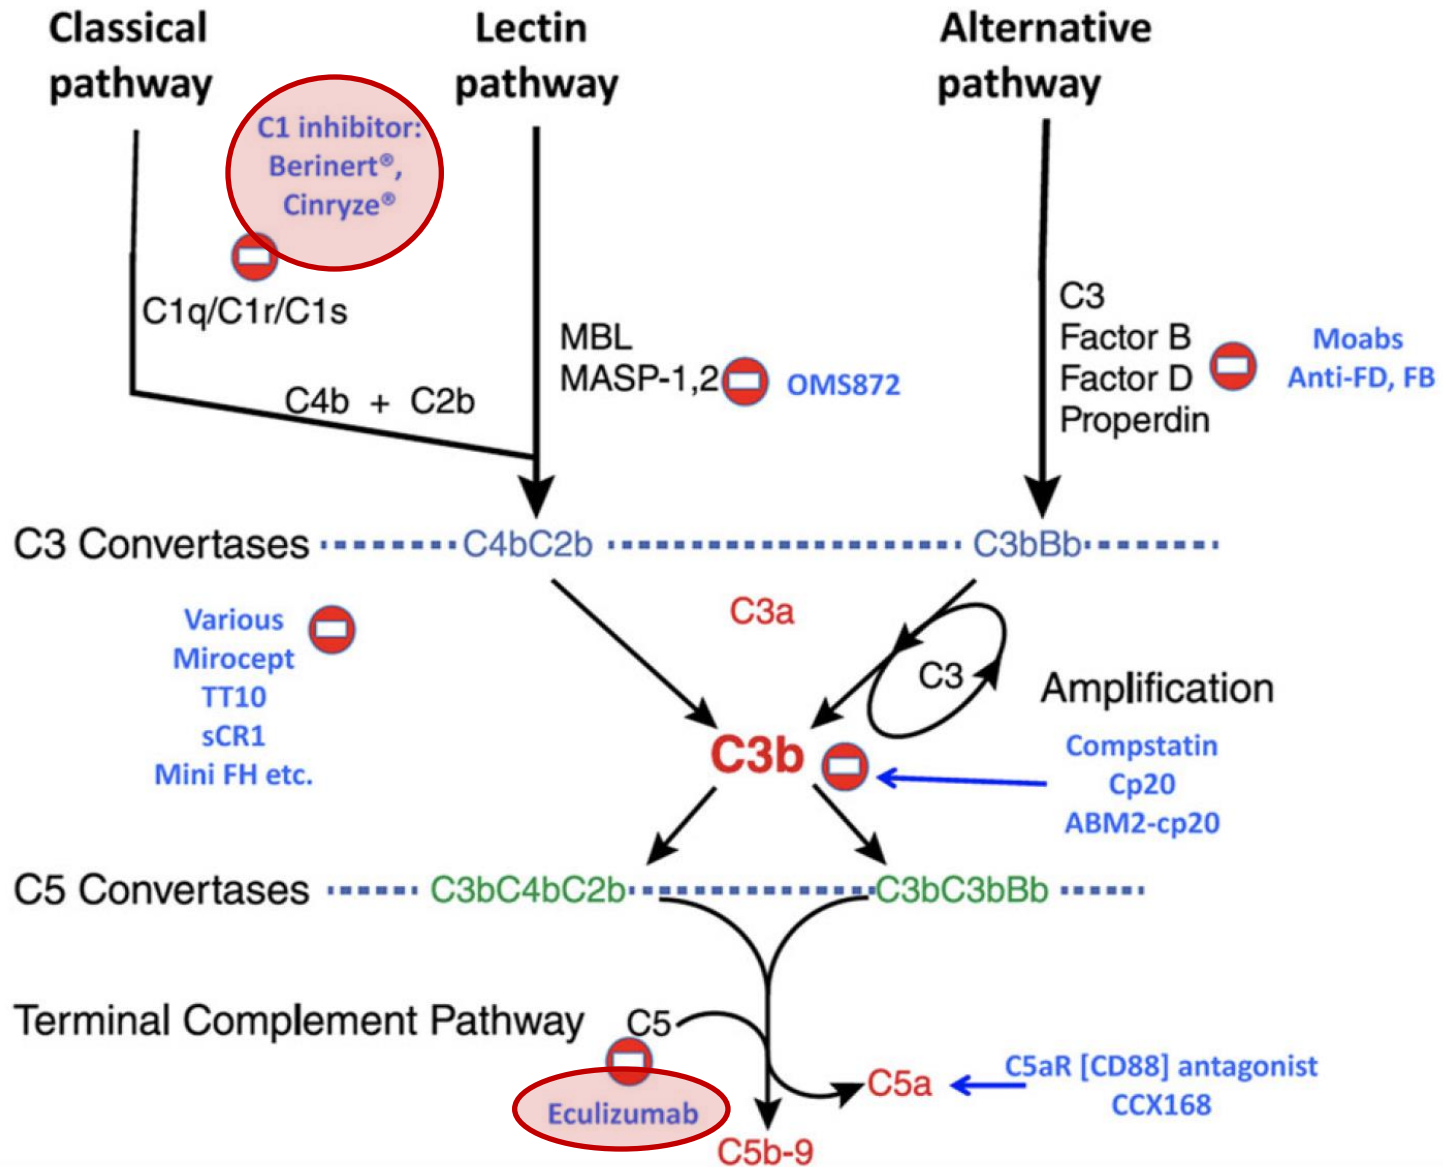 Classical
pathway
Lectin
pathway
Alternative
pathway
C1 inhibitor:
Berinert®,
Cinryze®
C1q/C1r/C1s
C4b + C2b
MBL
MASP-1,2
OMS872
C3
Factor B
Factor D
Properdin
Moabs
Anti-FD, FB
C3 Convertases
C4bC2b
C3bBb
Various
Mirocept
TT10
sCR1
Mini FH etc.
C3a
C3
Amplification
C3b
Compstatin
Cp20
ABM2-cp20
C5 Convertases
C3bC4bC2b
C3bC3bBb
Terminal Complement Pathway
C5
Eculizumab
C5a
C5aR [CD88] antagonist
CCX168
C5b-9